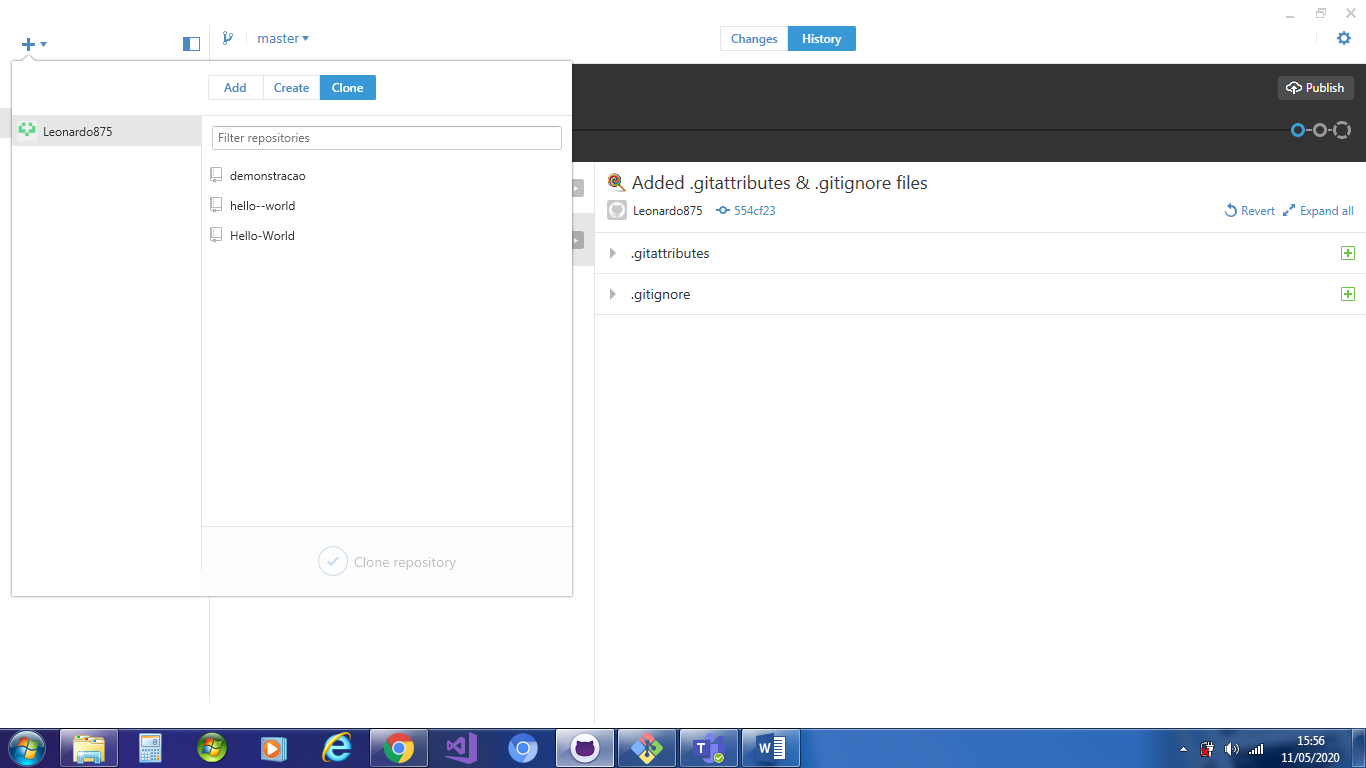 master
Changes
History
Add
Create
Clone
Publish
Leonardo875
Filter repositories
demonstracao
hello--world
Hello-World
Clone repository
Added .gitattributes & .gitignore files
Leonardo875
554cf23
Revert
Expand all
.gitattributes
.gitignore
15:56
11/05/2020